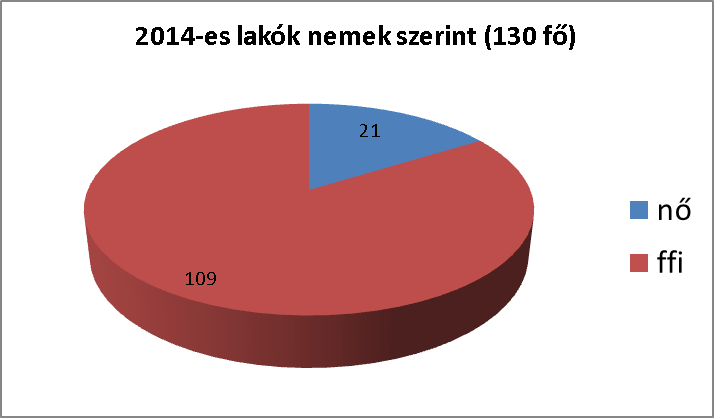 2014-es lakók nemek szerint (130 fő)
21
109
nő
ffi